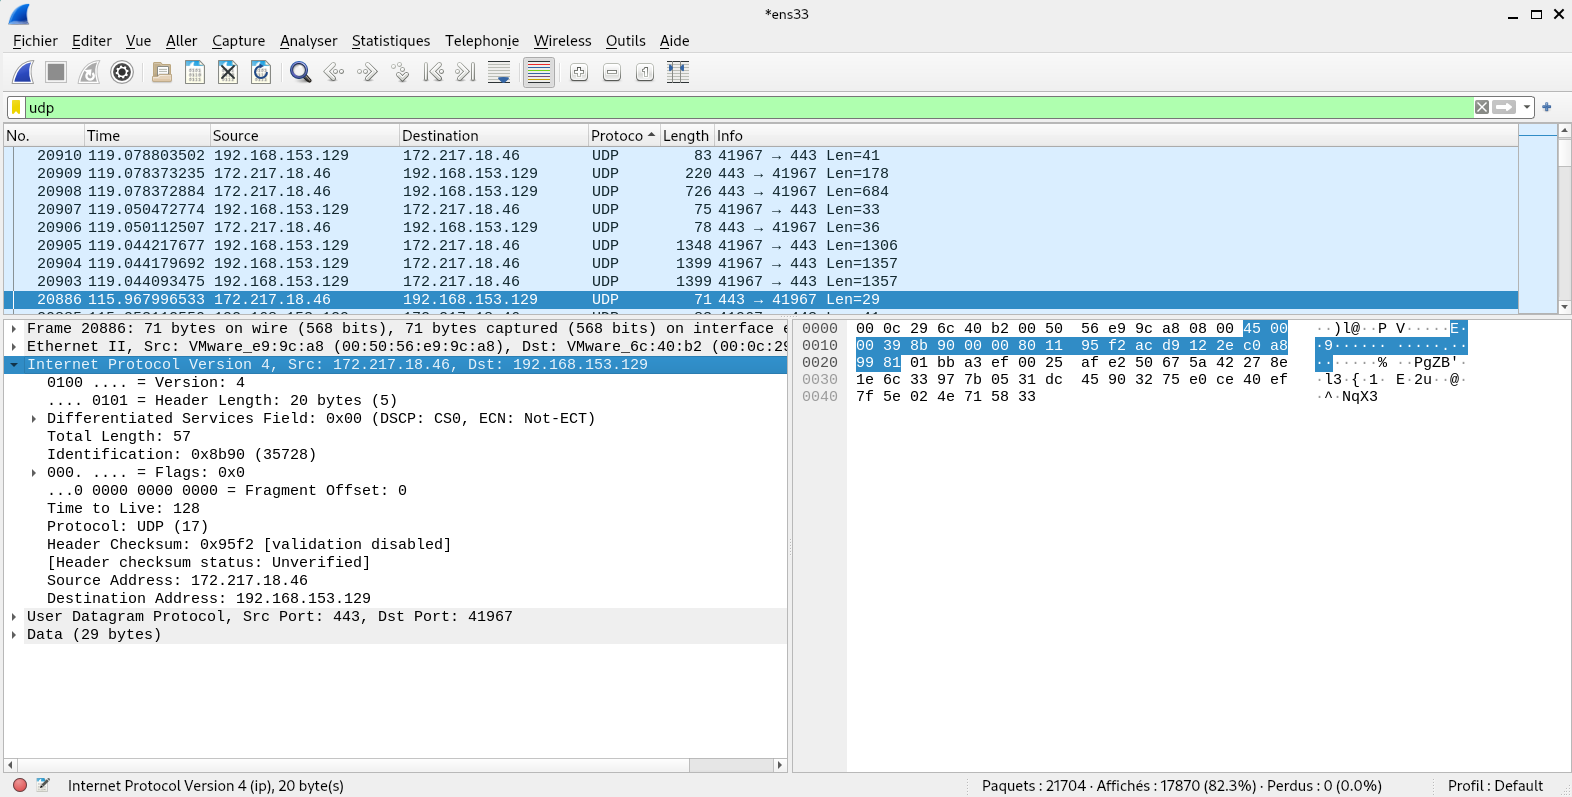 *ens33
Fichier Editer Vue Aller Capture Analyser Statistiques Telephonie Wireless Outils Aide
udp
No. Time Source Destination Protoco Length Info
20910 119.078803502 192.168.153.129 172.217.18.46 UDP 83 41967 → 443 Len=41
20909 119.078373235 172.217.18.46 192.168.153.129 UDP 220 443 → 41967 Len=178
20908 119.078372884 172.217.18.46 192.168.153.129 UDP 726 443 → 41967 Len=684
20907 119.050472774 192.168.153.129 172.217.18.46 UDP 75 41967 → 443 Len=33
20906 119.050112507 172.217.18.46 192.168.153.129 UDP 78 443 → 41967 Len=36
20905 119.044217677 192.168.153.129 172.217.18.46 UDP 1348 41967 → 443 Len=1306
20904 119.044179692 192.168.153.129 172.217.18.46 UDP 1399 41967 → 443 Len=1357
20903 119.044093475 192.168.153.129 172.217.18.46 UDP 1399 41967 → 443 Len=1357
20886 115.967996533 172.217.18.46 192.168.153.129 UDP 71 443 → 41967 Len=29
Frame 20886: 71 bytes on wire (568 bits), 71 bytes captured (568 bits) on interface
Ethernet II, Src: VMware_e9:9c:a8 (00:50:56:e9:9c:a8), Dst: VMware_6c:40:b2 (00:0c:29
Internet Protocol Version 4, Src: 172.217.18.46, Dst: 192.168.153.129
0100 .... = Version: 4
.... 0101 = Header Length: 20 bytes (5)
Differentiated Services Field: 0x00 (DSCP: CS0, ECN: Not-ECT)
Total Length: 57
Identification: 0x8b90 (35728)
000. .... = Flags: 0x0
...0 0000 0000 0000 = Fragment Offset: 0
Time to Live: 128
Protocol: UDP (17)
Header Checksum: 0x95f2 [validation disabled]
[Header checksum status: Unverified]
Source Address: 172.217.18.46
Destination Address: 192.168.153.129
User Datagram Protocol, Src Port: 443, Dst Port: 41967
Data (29 bytes)
0000 00 0c 29 6c 40 b2 00 50 56 e9 9c a8 08 00 45 00 ··)l@··P V·····E·
0010 00 39 8b 90 00 00 80 11 95 f2 ac d9 12 2e c0 a8 ·9······ ·····.··
0020 99 81 01 bb a3 ef 00 25 af e2 50 67 5a 42 27 8e ·······% ··PgZB'·
0030 1e 6c 33 97 7b 05 31 dc 45 90 32 75 e0 ce 40 ef ·l3·{·1· E·2u··@·
0040 7f 5e 02 4e 71 58 33 ·^·NqX3
Internet Protocol Version 4 (ip), 20 byte(s)
Paquets : 21704 · Affichés : 17870 (82.3%) · Perdus : 0 (0.0%)
Profil : Default